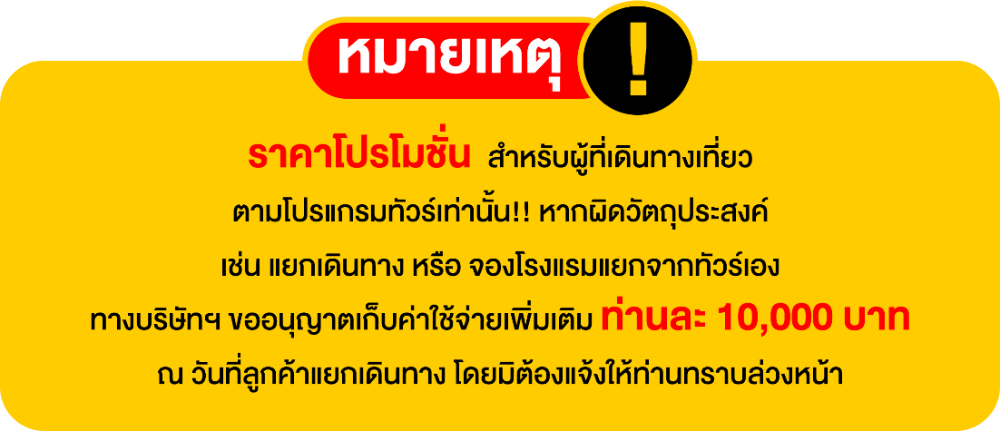 หมายเหตุ !
ราคาโปรโมชั่น สำหรับผู้ที่เดินทางเที่ยว
ตามโปรแกรมทัวร์เท่านั้น!! หากผิดวัตถุประสงค์
เช่น แยกเดินทาง หรือ จองโรงแรมแยกจากทัวร์เอง
ทางบริษัทฯ ขออนุญาตเก็บค่าใช้จ่ายเพิ่มเติม ท่านละ 10,000 บาท
ณ วันที่ลูกค้าแยกเดินทาง โดยมิต้องแจ้งให้ท่านทราบล่วงหน้า